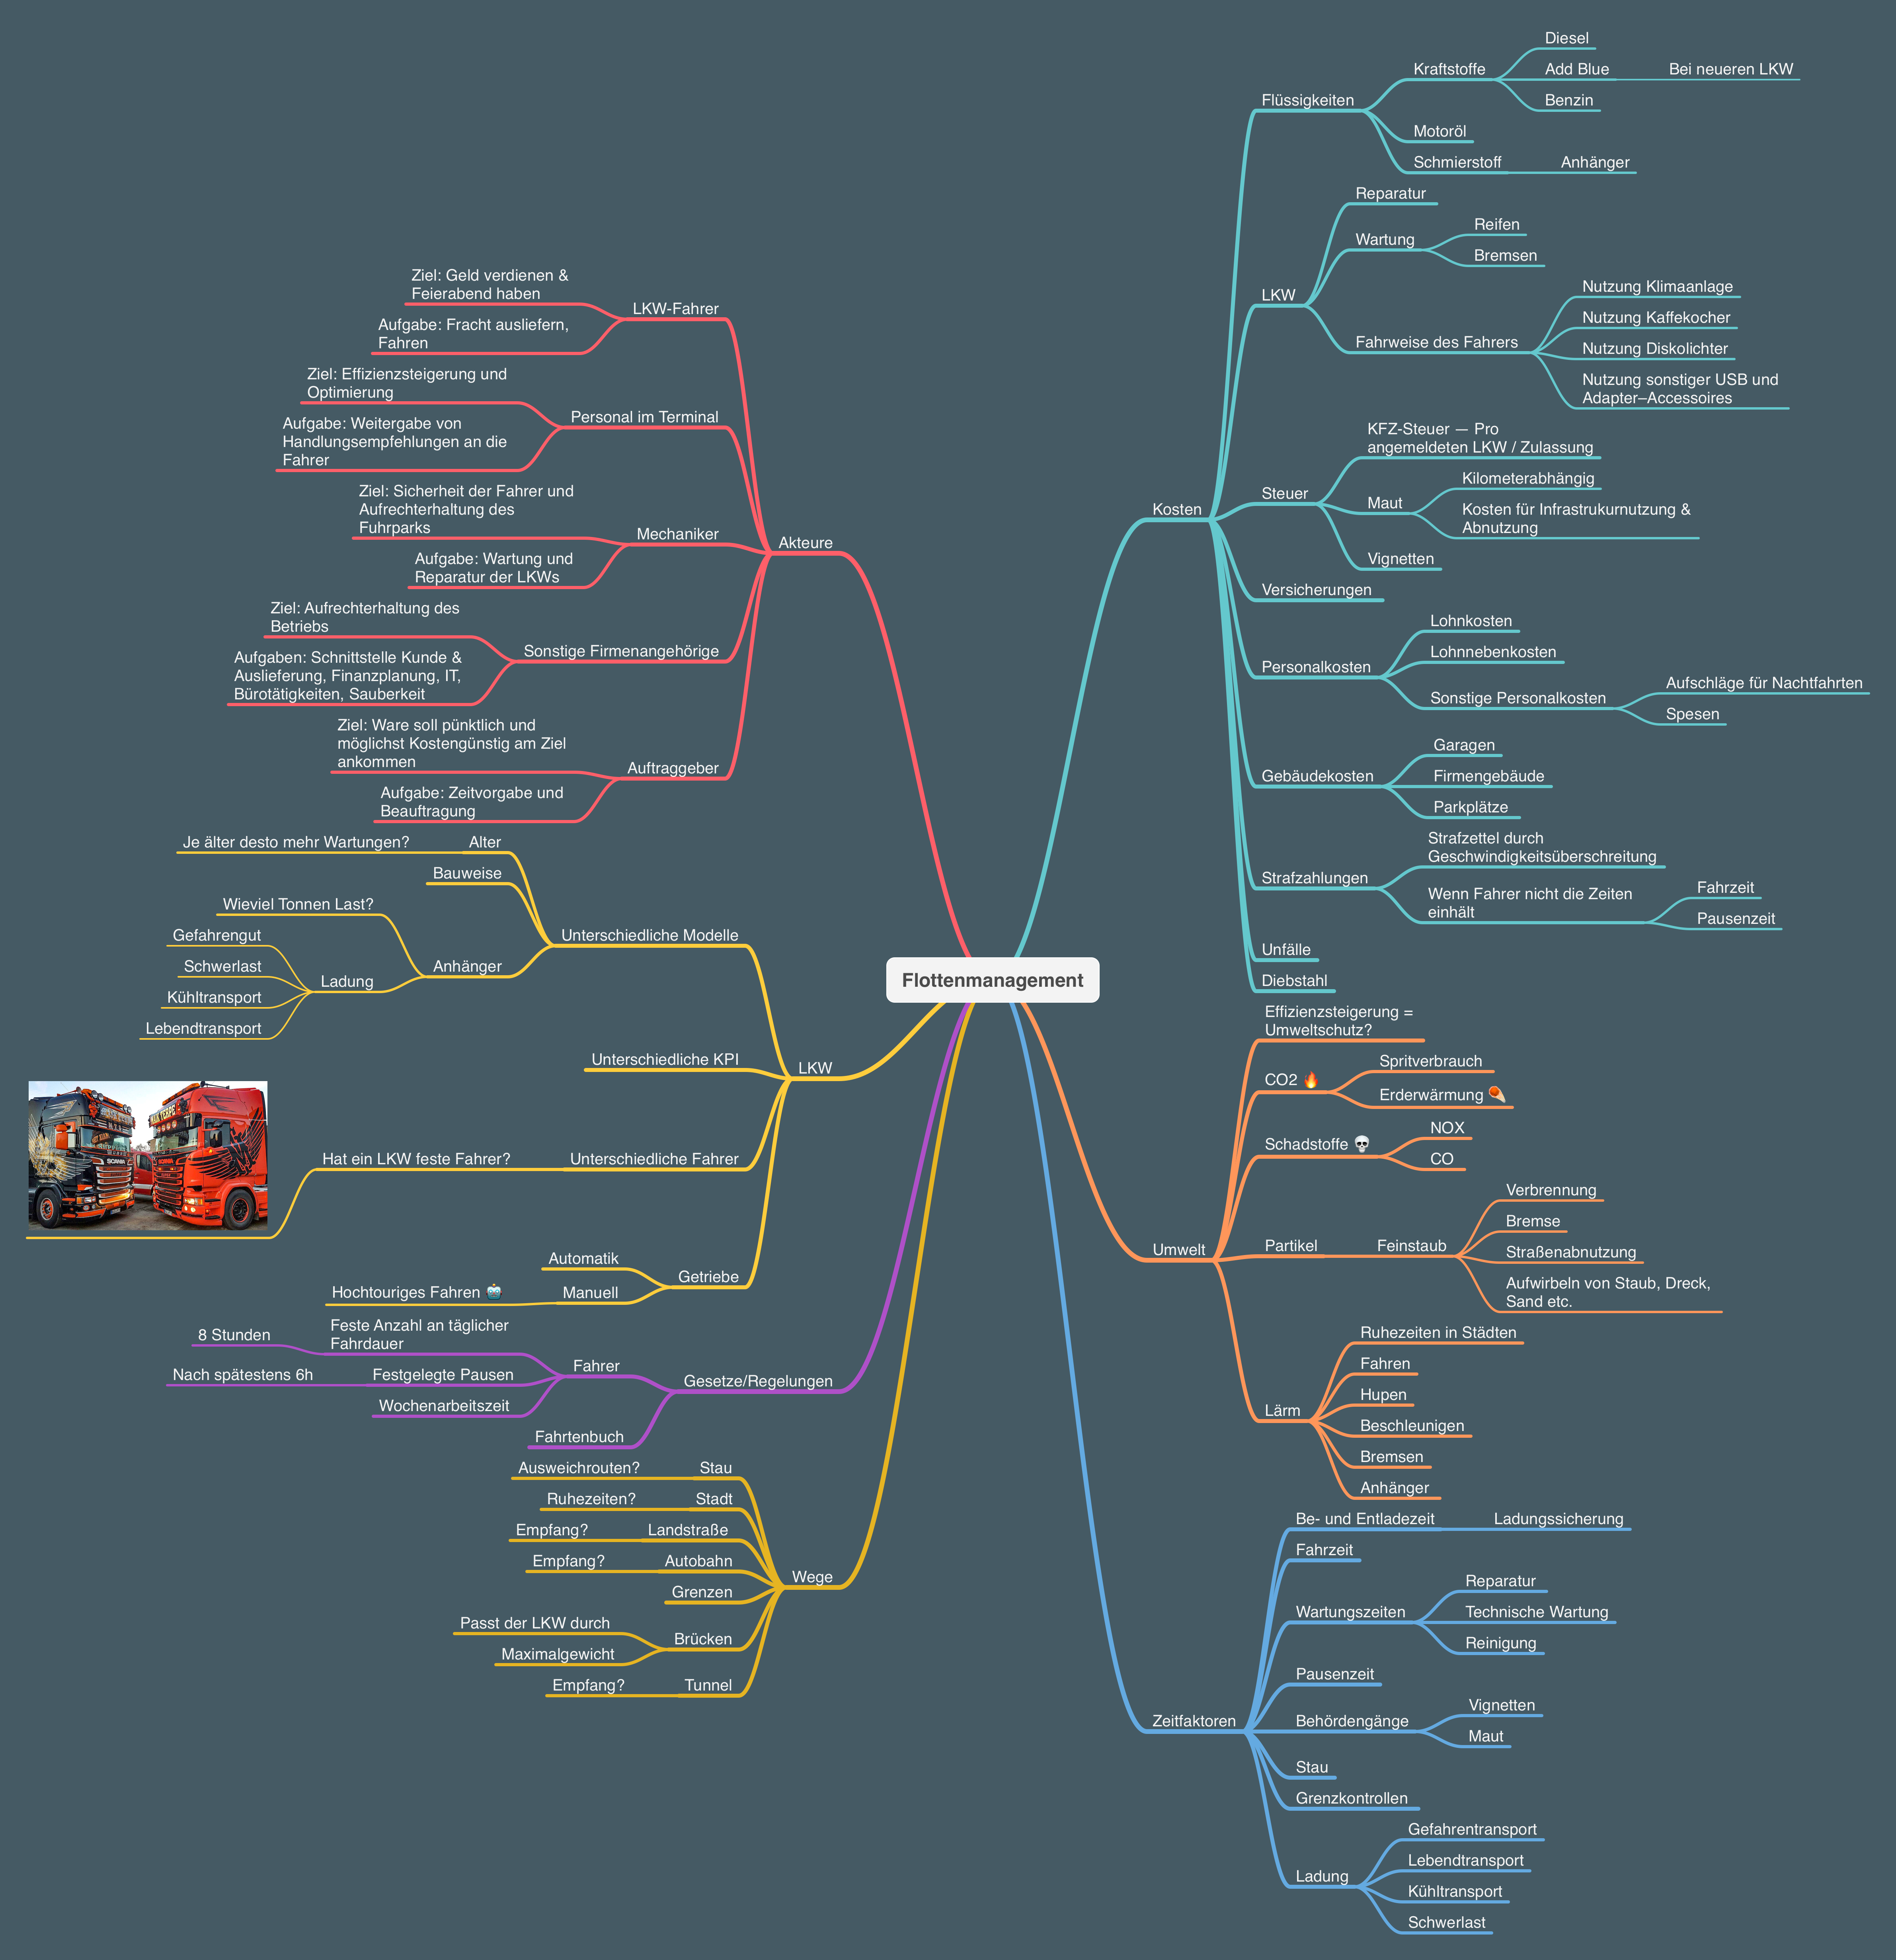 Flottenmanagement
Kosten
Flüssigkeiten
Kraftstoffe
Diesel
Add Blue
Bei neueren LKW
Benzin
Motoröl
Schmierstoff
Anhänger
LKW
Reparatur
Wartung
Reifen
Bremsen
Fahrweise des Fahrers
Nutzung Klimaanlage
Nutzung Kaffekocher
Nutzung Diskolichter
Nutzung sonstiger USB und
Adapter–Accessoires
Steuer
KFZ-Steuer — Pro
angemeldeten LKW / Zulassung
Maut
Kilometerabhängig
Kosten für Infrastrukurnutzung &
Abnutzung
Vignetten
Versicherungen
Personalkosten
Lohnkosten
Lohnnebenkosten
Sonstige Personalkosten
Aufschläge für Nachtfahrten
Spesen
Gebäudekosten
Garagen
Firmengebäude
Parkplätze
Strafzahlungen
Strafzettel durch
Geschwindigkeitsüberschreitung
Wenn Fahrer nicht die Zeiten
einhält
Fahrzeit
Pausenzeit
Unfälle
Diebstahl
Umwelt
Effizienzsteigerung =
Umweltschutz?
CO2 🔥
Spritverbrauch
Erderwärmung
Schadstoffe 💀
NOX
CO
Partikel
Feinstaub
Verbrennung
Bremse
Straßenabnutzung
Aufwirbeln von Staub, Dreck,
Sand etc.
Lärm
Ruhezeiten in Städten
Fahren
Hupen
Beschleunigen
Bremsen
Anhänger
Zeitfaktoren
Be- und Entladezeit
Ladungssicherung
Fahrzeit
Wartungszeiten
Reparatur
Technische Wartung
Reinigung
Pausenzeit
Behördengänge
Vignetten
Maut
Stau
Grenzkontrollen
Ladung
Gefahrentransport
Lebendtransport
Kühltransport
Schwerlast
Akteure
LKW-Fahrer
Ziel: Geld verdienen &
Feierabend haben
Aufgabe: Fracht ausliefern,
Fahren
Personal im Terminal
Ziel: Effizienzsteigerung und
Optimierung
Aufgabe: Weitergabe von
Handlungsempfehlungen an die
Fahrer
Mechaniker
Ziel: Sicherheit der Fahrer und
Aufrechterhaltung des
Fuhrparks
Aufgabe: Wartung und
Reparatur der LKWs
Sonstige Firmenangehörige
Ziel: Aufrechterhaltung des
Betriebs
Aufgaben: Schnittstelle Kunde &
Auslieferung, Finanzplanung, IT,
Bürotätigkeiten, Sauberkeit
Auftraggeber
Ziel: Ware soll pünktlich und
möglichst Kostengünstig am Ziel
ankommen
Aufgabe: Zeitvorgabe und
Beauftragung
LKW
Unterschiedliche Modelle
Alter
Je älter desto mehr Wartungen?
Bauweise
Anhänger
Wieviel Tonnen Last?
Ladung
Gefahrengut
Schwerlast
Kühltransport
Lebendtransport
Unterschiedliche KPI
Unterschiedliche Fahrer
Hat ein LKW feste Fahrer?
SCANIA
Getriebe
Automatik
Manuell
Hochtouriges Fahren
Gesetze/Regelungen
Fahrer
Feste Anzahl an täglicher
Fahrdauer
8 Stunden
Festgelegte Pausen
Nach spätestens 6h
Wochenarbeitszeit
Fahrtenbuch
Wege
Stau
Ausweichrouten?
Stadt
Ruhezeiten?
Landstraße
Empfang?
Autobahn
Empfang?
Grenzen
Brücken
Passt der LKW durch
Maximalgewicht
Tunnel
Empfang?